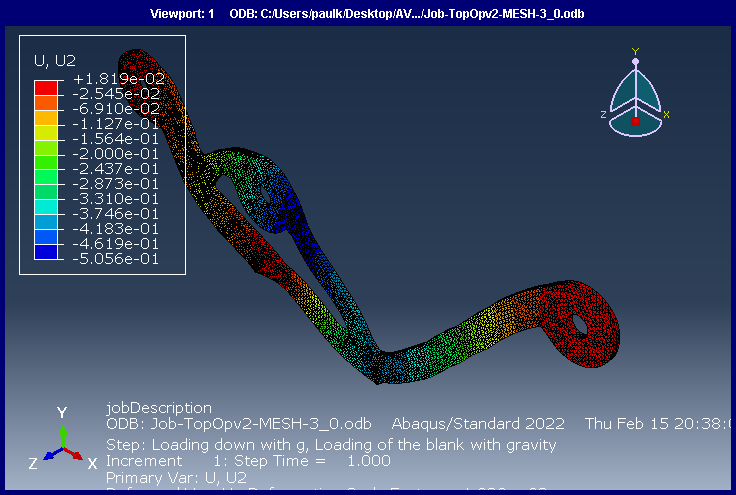 Viewport: 1 ODB: C:/Users/paulk/Desktop/AV.../Job-TopOpv2-MESH-3_0.odb
U, U2
+1.819e-02
-2.545e-02
-6.910e-02
-1.127e-01
-1.564e-01
-2.000e-01
-2.437e-01
-2.873e-01
-3.310e-01
-3.746e-01
-4.183e-01
-4.619e-01
-5.056e-01
Y
Z X
Y
Z X
jobDescription
ODB: Job-TopOpv2-MESH-3_0.odb Abaqus/Standard 2022 Thu Feb 15 20:38:
Step: Loading down with g, Loading of the blank with gravity
Increment 1: Step Time = 1.000
Primary Var: U, U2